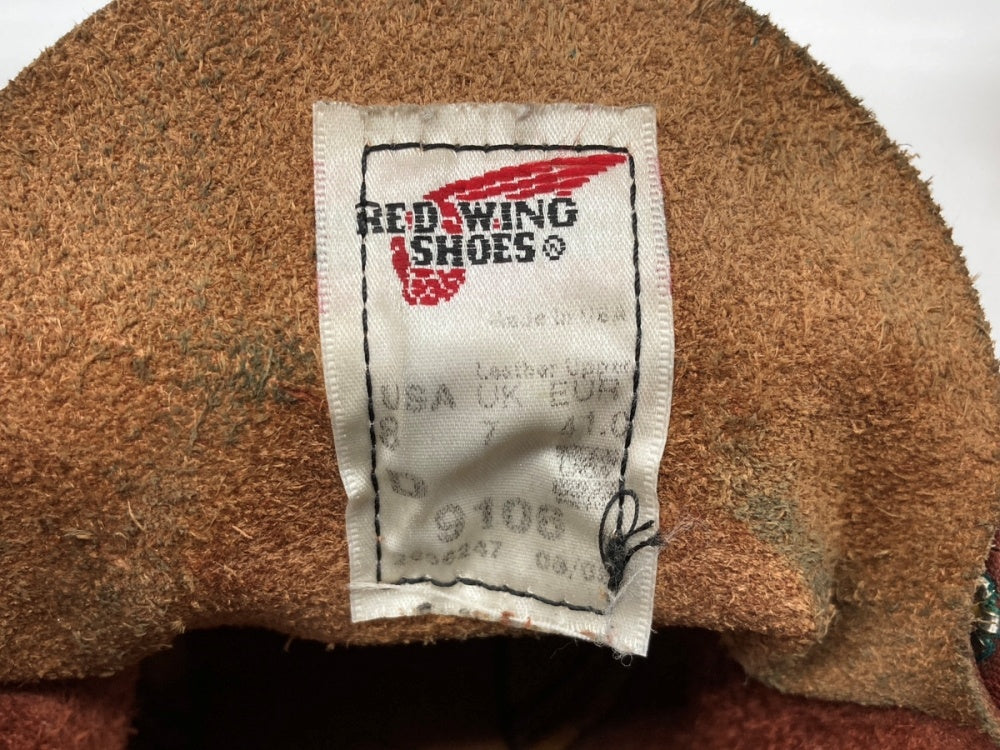 RED WING
SHOES ®
Made in USA
Leather Upper
USA UK EUR
8 7 41.0
D
9106